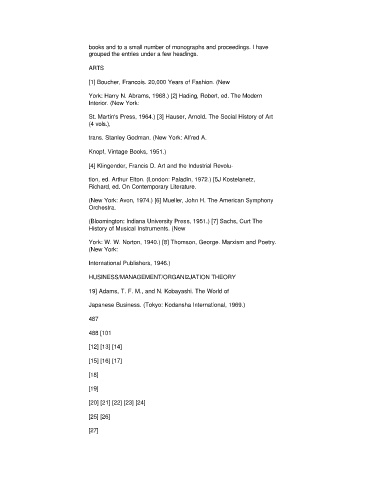 books and to a small number of monographs and proceedings. I have
grouped the entries under a few headings.
ARTS
[1] Boucher, Francois. 20,000 Years of Fashion. (New
York: Harry N. Abrams, 1968.) [2] Hading, Robert, ed. The Modern
Interior. (New York:
St. Martin's Press, 1964.) [3] Hauser, Arnold. The Social History of Art
(4 vols.),
trans. Stanley Godman. (New York: Alfred A.
Knopf, Vintage Books, 1951.)
[4] Klingendor, Francis D. Art and the Industrial Revolu-
tion, ed. Arthur Elton. (London: Paladin, 1972.) [5J Kostelanetz,
Richard, ed. On Contemporary Literature.
(New York: Avon, 1974.) [6] Mueller, John H. The American Symphony
Orchestra.
(Bloomington: Indiana University Press, 1951.) [7] Sachs, Curt The
History of Musical Instruments. (New
York: W. W. Norton, 1940.) [8] Thomson, George. Marxism and Poetry.
(New York:
International Publishers, 1946.)
HUSINESS/MANAGEMENT/ORGANI2JATION THEORY
19] Adams, T. F. M., and N. Kobayashi. The World of
Japanese Business. (Tokyo: Kodansha International, 1969.)
487
488 [101
[12] [13] [14]
[15] [16] [17]
[18]
[19]
[20] [21] [22] [23] [24]
[25] [26]
[27]